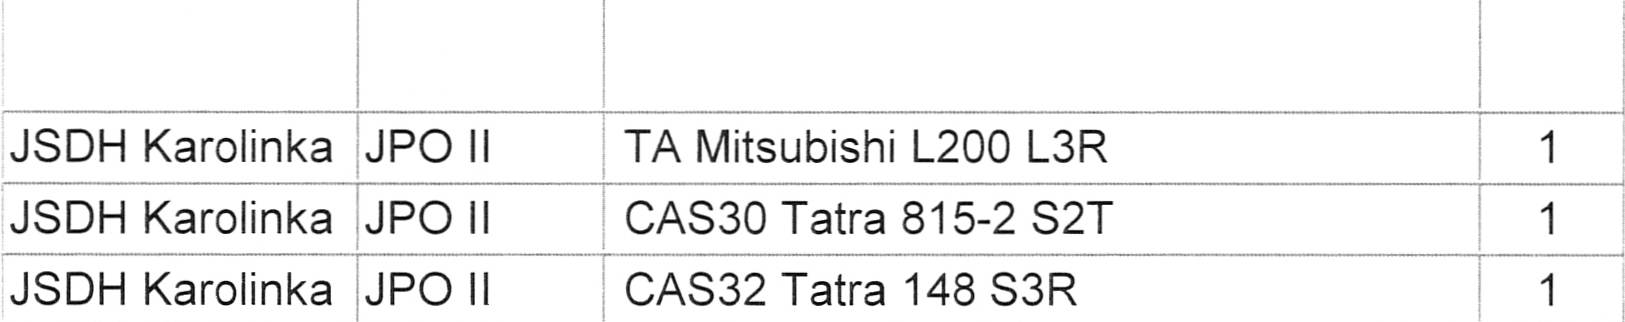 JSDH Karolinka JPO II TA Mitsubishi L200 L3R 1
JSDH Karolinka JPO II CAS30 Tatra 815-2 S2T 1
JSDH Karolinka JPO II CAS32 Tatra 148 S3R 1